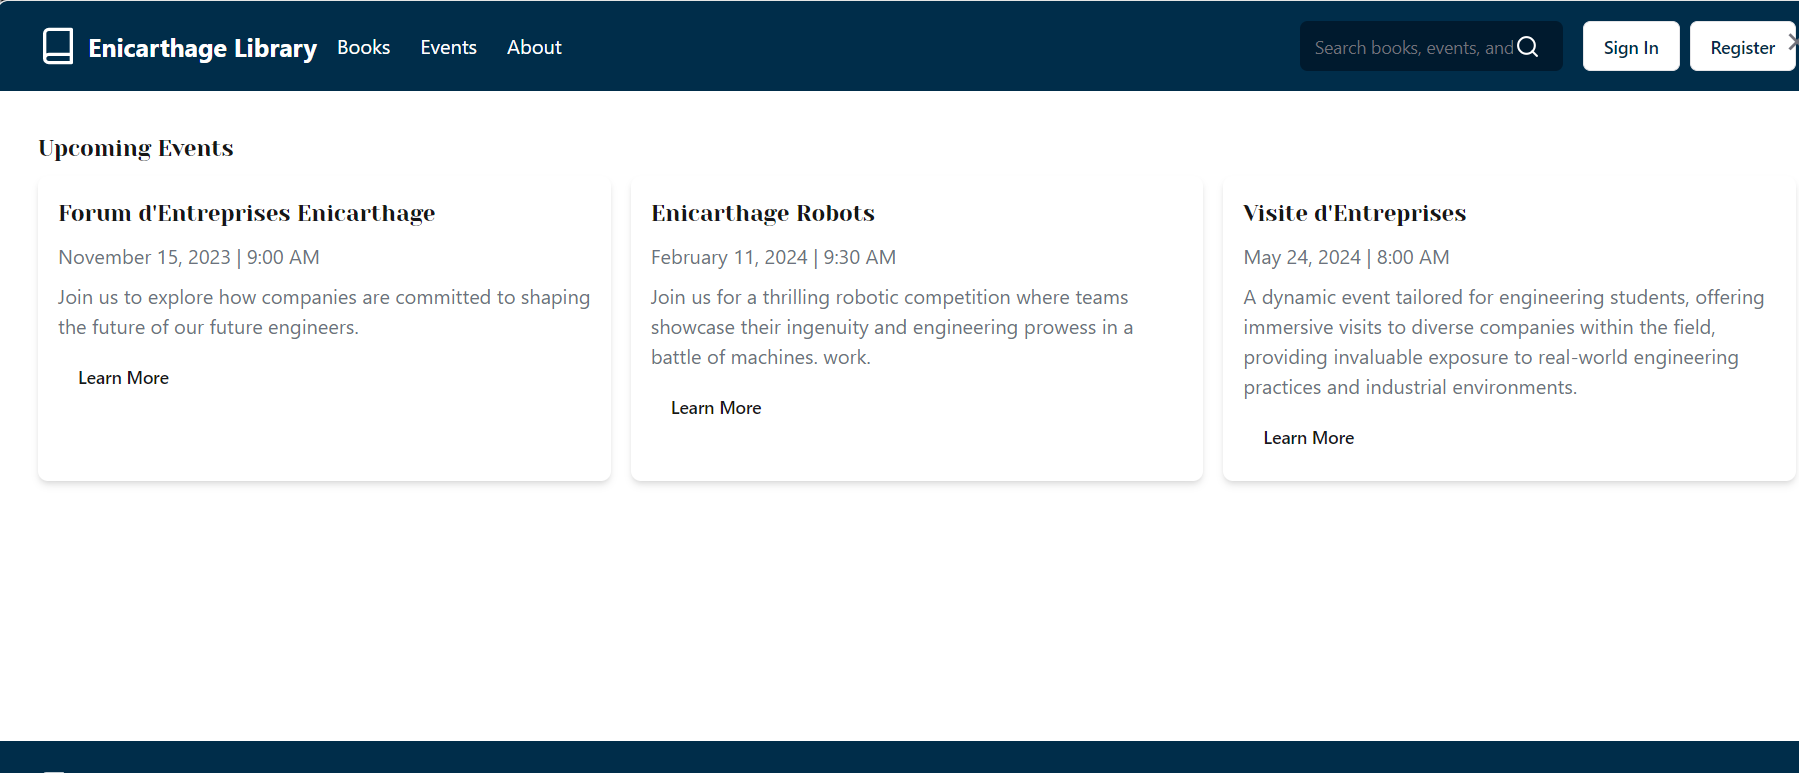 Enicarthage Library Books Events About Search books, events, and Sign In Register
Upcoming Events
Forum d'Entreprises Enicarthage
November 15, 2023 | 9:00 AM
Join us to explore how companies are committed to shaping
the future of our future engineers.
Learn More
Enicarthage Robots
February 11, 2024 | 9:30 AM
Join us for a thrilling robotic competition where teams
showcase their ingenuity and engineering prowess in a
battle of machines. work.
Learn More
Visite d'Entreprises
May 24, 2024 | 8:00 AM
A dynamic event tailored for engineering students, offering
immersive visits to diverse companies within the field,
providing invaluable exposure to real-world engineering
practices and industrial environments.
Learn More